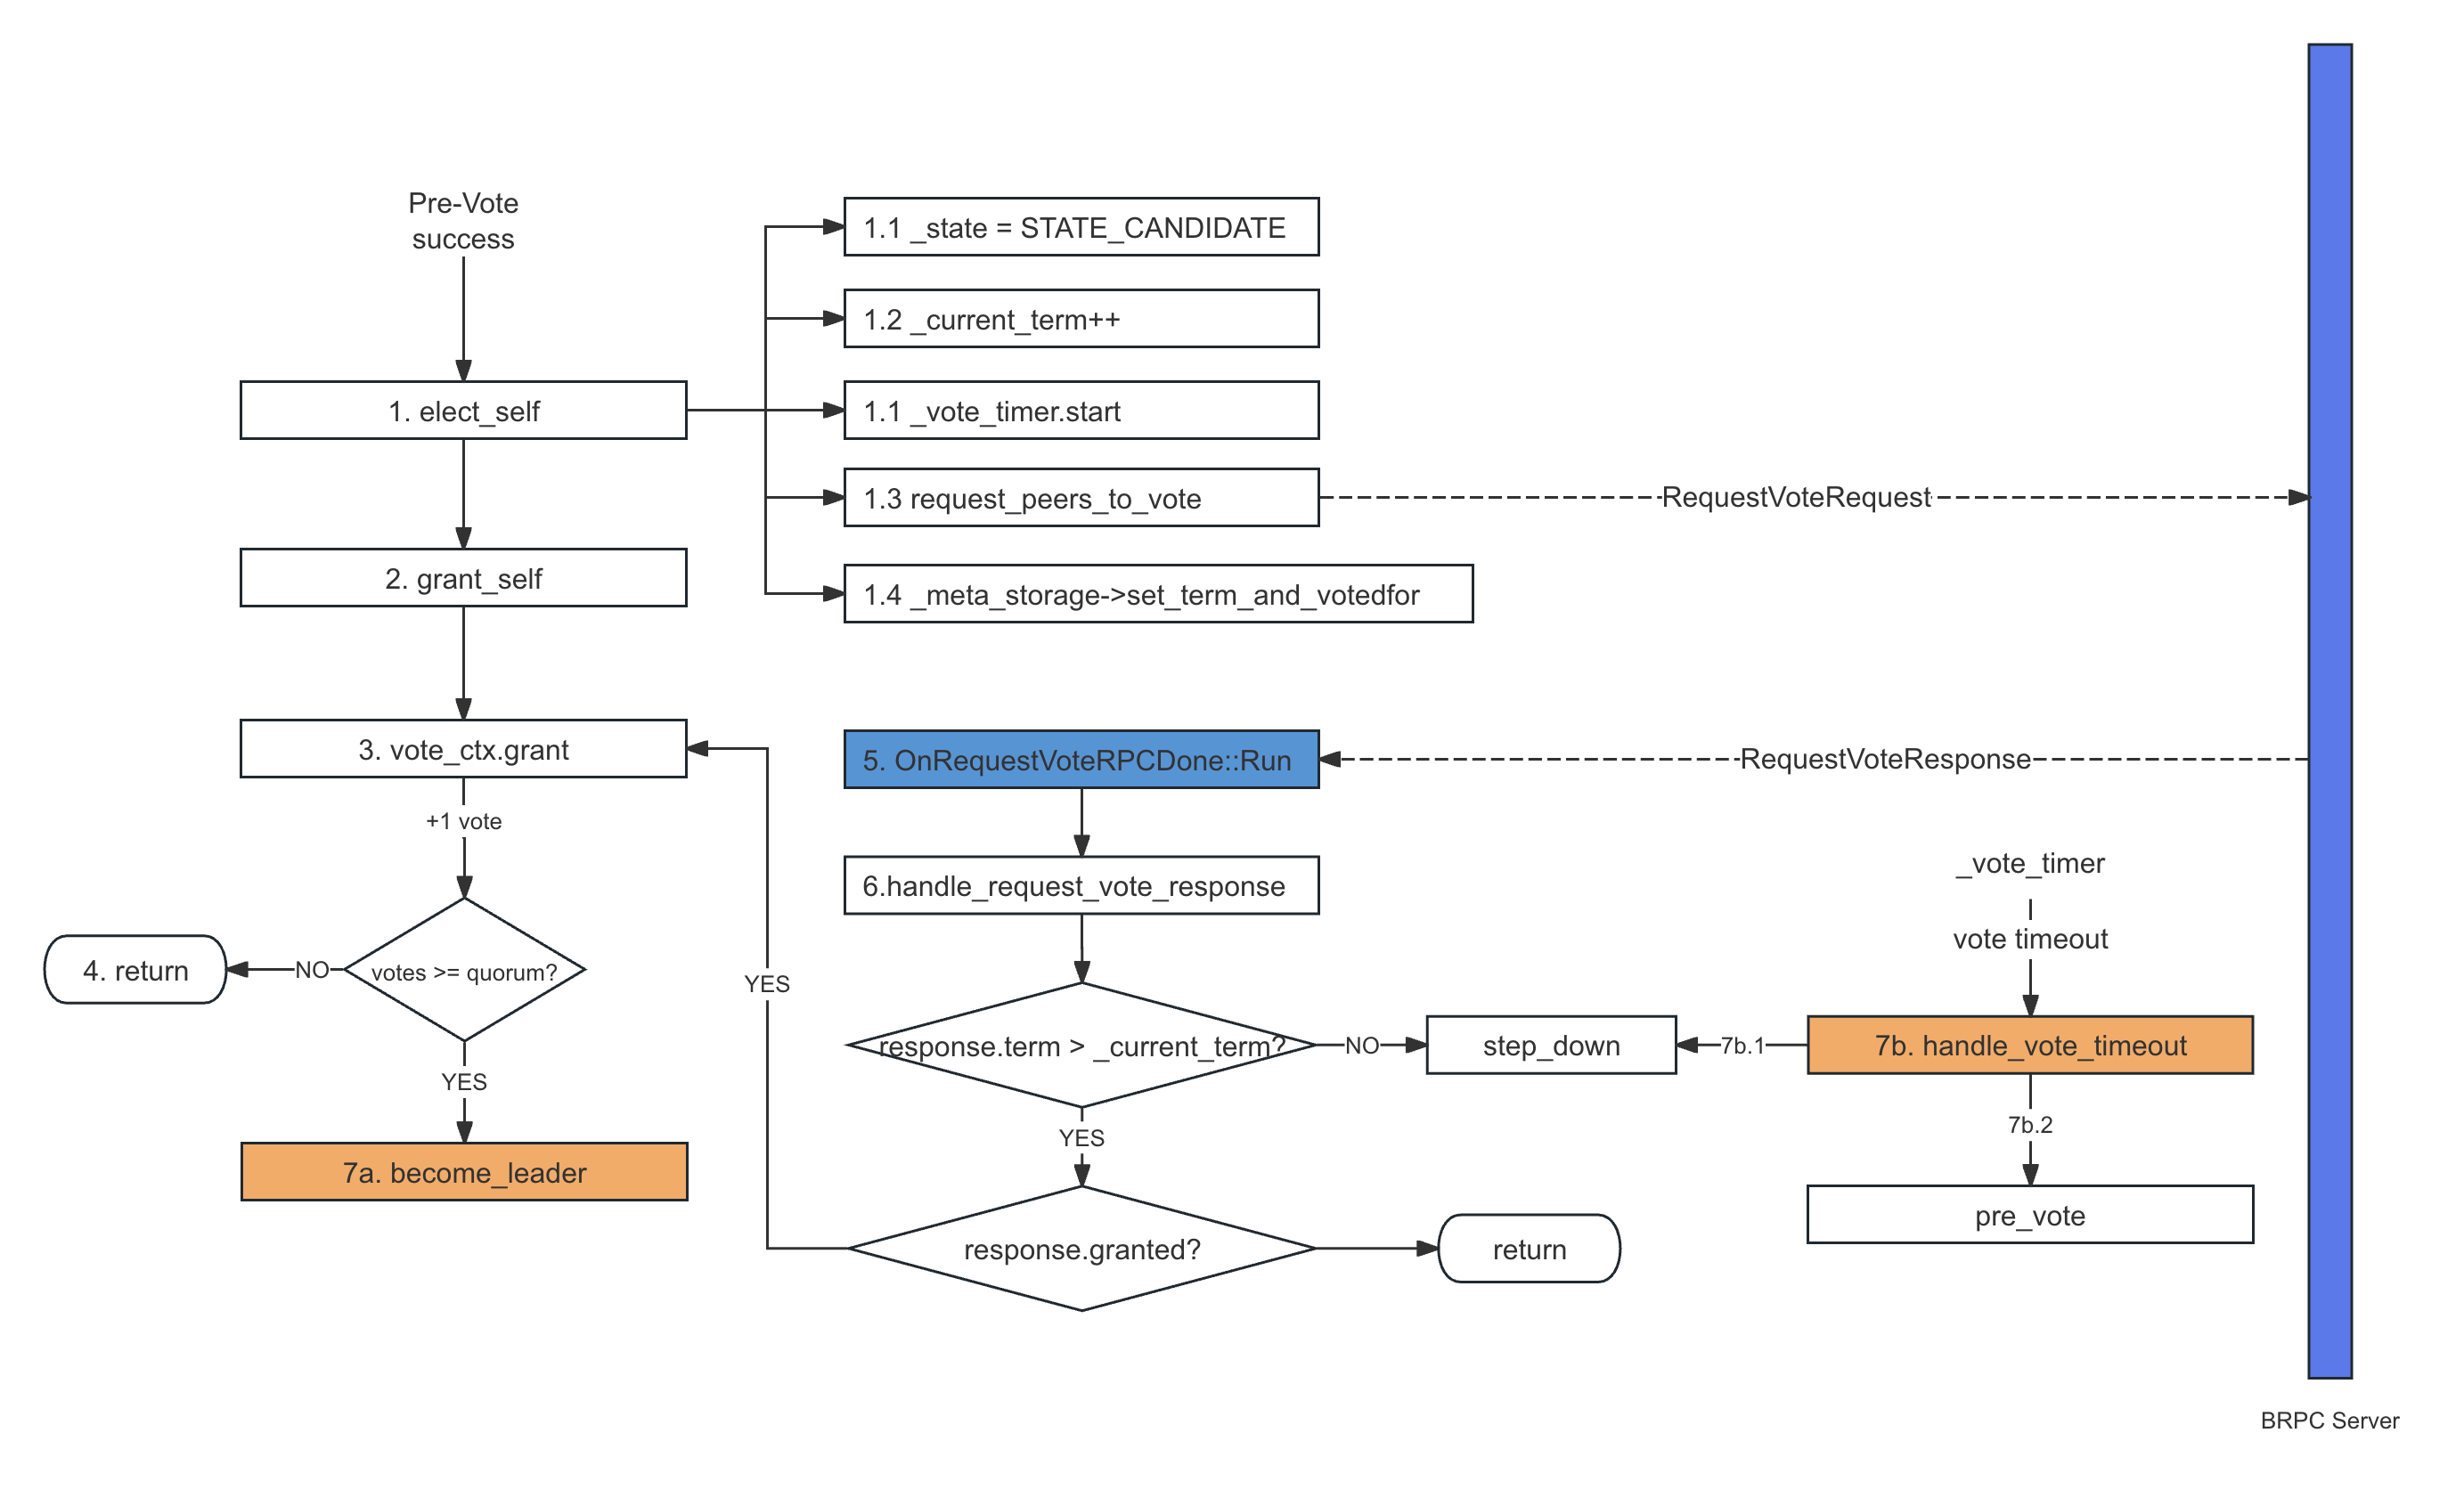 Pre-Vote
success
1. elect_self
2. grant_self
3. vote_ctx.grant
+1 vote
votes >= quorum?
NO
4. return
YES
7a. become_leader
1.1 _state = STATE_CANDIDATE
1.2 _current_term++
1.1 _vote_timer.start
1.3 request_peers_to_vote
1.4 _meta_storage->set_term_and_votedfor
RequestVoteRequest
RequestVoteResponse
5. OnRequestVoteRPCDone::Run
6.handle_request_vote_response
response.term > _current_term?
NO
step_down
YES
response.granted?
YES
return
_vote_timer
vote timeout
7b. handle_vote_timeout
7b.1
7b.2
pre_vote
BRPC Server